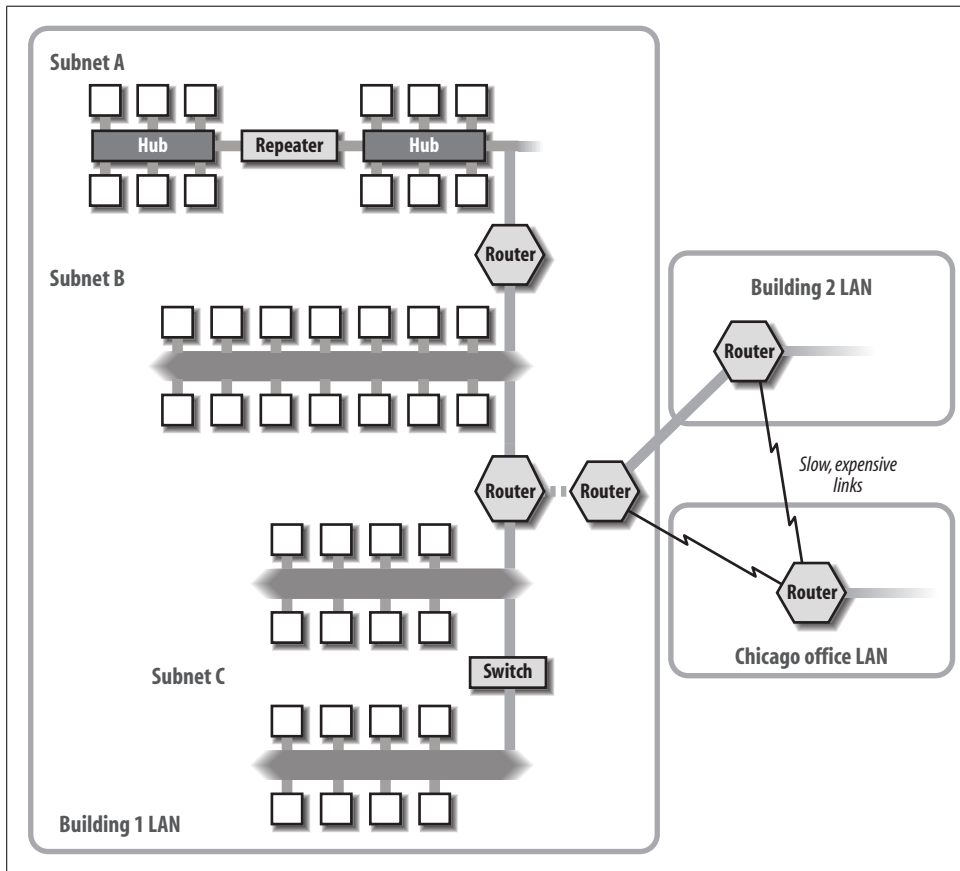 Subnet A
Hub
Repeater
Hub
Router
Subnet B
Building 2 LAN
Router
Router
Router
Slow, expensive
links
Router
Chicago office LAN
Switch
Subnet C
Building 1 LAN